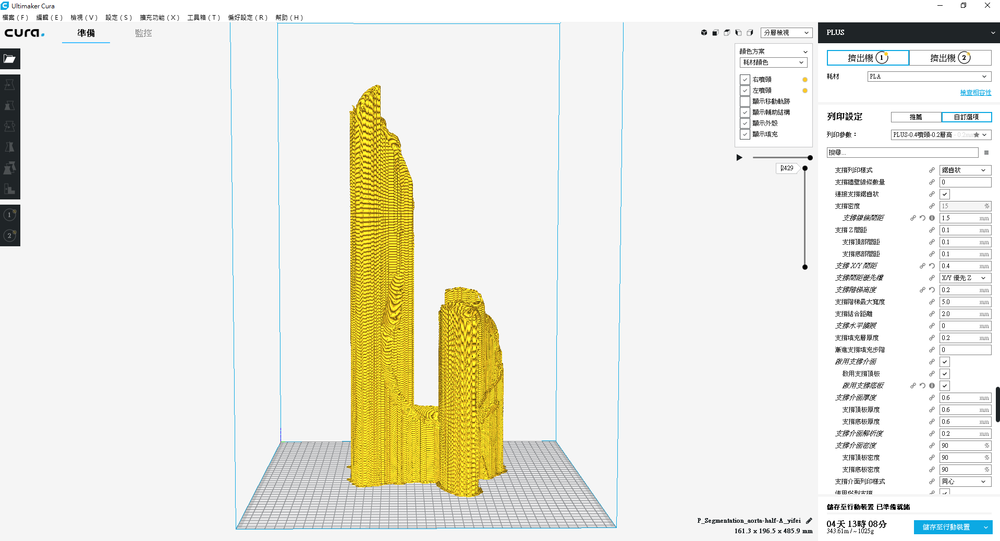 Ultimaker Cura
檔案(F) 編輯(E) 檢視(V) 設定(S) 擴充功能(X) 工具箱(T) 偏好設定(R) 幫助(H)
cura.
準備 監控
1
2
分層檢視
顏色方案
耗材顏色
右噴頭
左噴頭
顯示移動軌跡
顯示輔助結構
顯示外殼
顯示填充
2429
P_Segmentation_aorta-half-A_yifei
161.3 x 196.5 x 485.9 mm
PLUS
擠出機 1 擠出機 2
耗材 PLA
檢查相容性
列印設定 推薦 自訂選項
列印參數： PLUS-0.4噴頭-0.2層高 - 0.2mm
搜尋...
支撐列印樣式 鋸齒狀
支撐牆壁線條數量 0
連接支撐鋸齒狀
支撐密度 15 %
支撐線條間距 1.5 mm
支撐 Z 間距 0.1 mm
支撐頂部間距 0.1 mm
支撐底部間距 0.1 mm
支撐 X/Y 間距 0.4 mm
支撐間距優先權 X/Y 優先 Z
支撐階梯高度 0.2 mm
支撐階梯最大寬度 5.0 mm
支撐結合距離 2.0 mm
支撐水平擴展 0 mm
支撐填充層厚度 0.2 mm
漸進支撐填充步階 0
啟用支撐介面
啟用支撐頂板
啟用支撐底板
支撐介面厚度 0.6 mm
支撐頂板厚度 0.6 mm
支撐底板厚度 0.6 mm
支撐介面解析度 0.2 mm
支撐介面密度 90 %
支撐頂板密度 90 %
支撐底板密度 90 %
支撐介面列印樣式 同心
使用塔型支撐
儲存至行動裝置 已準備就緒
04天 13時 08分
343.61m / ~ 1025g
儲存至行動裝置